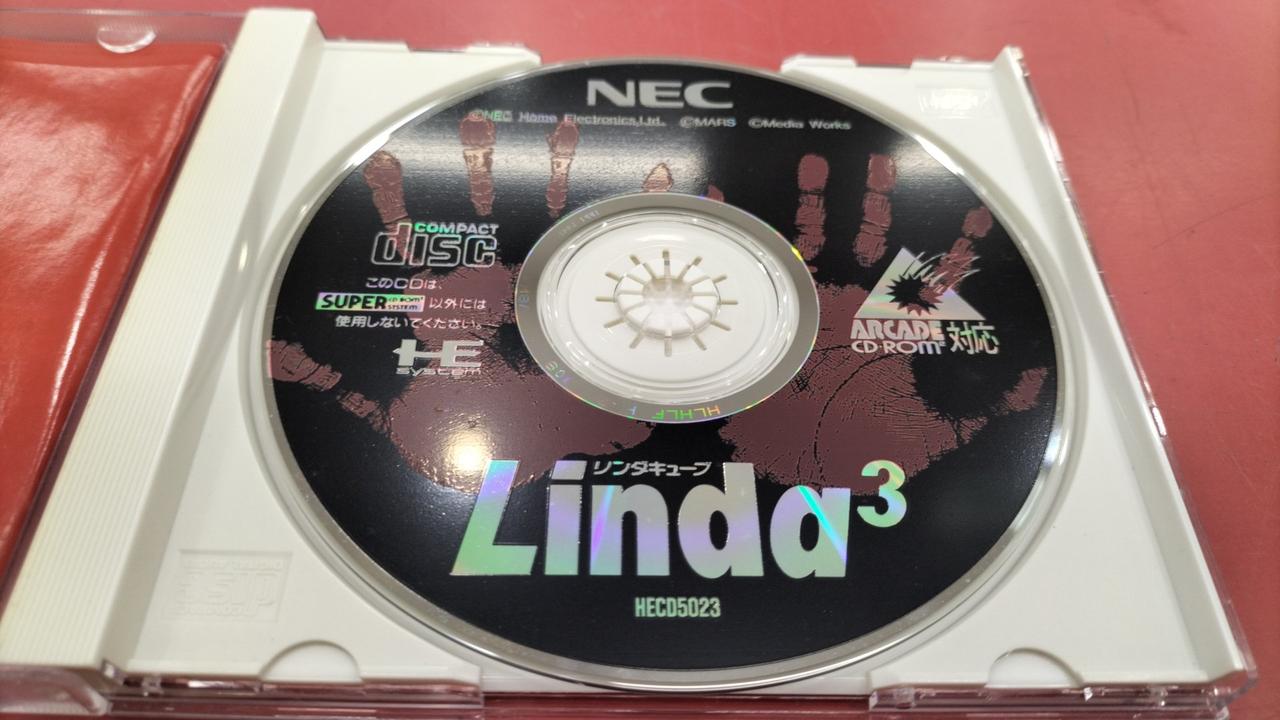 NEC
©NEC Home Electronics,Ltd. ©MARS ©Media Works
COMPACT
disc
このCDは、
SUPER CD-ROM² SYSTEM 以外には
使用しないでください。
HE
System
ARCADE
CD-ROM² 対応
リンダキューブ
Linda³
HECD5023